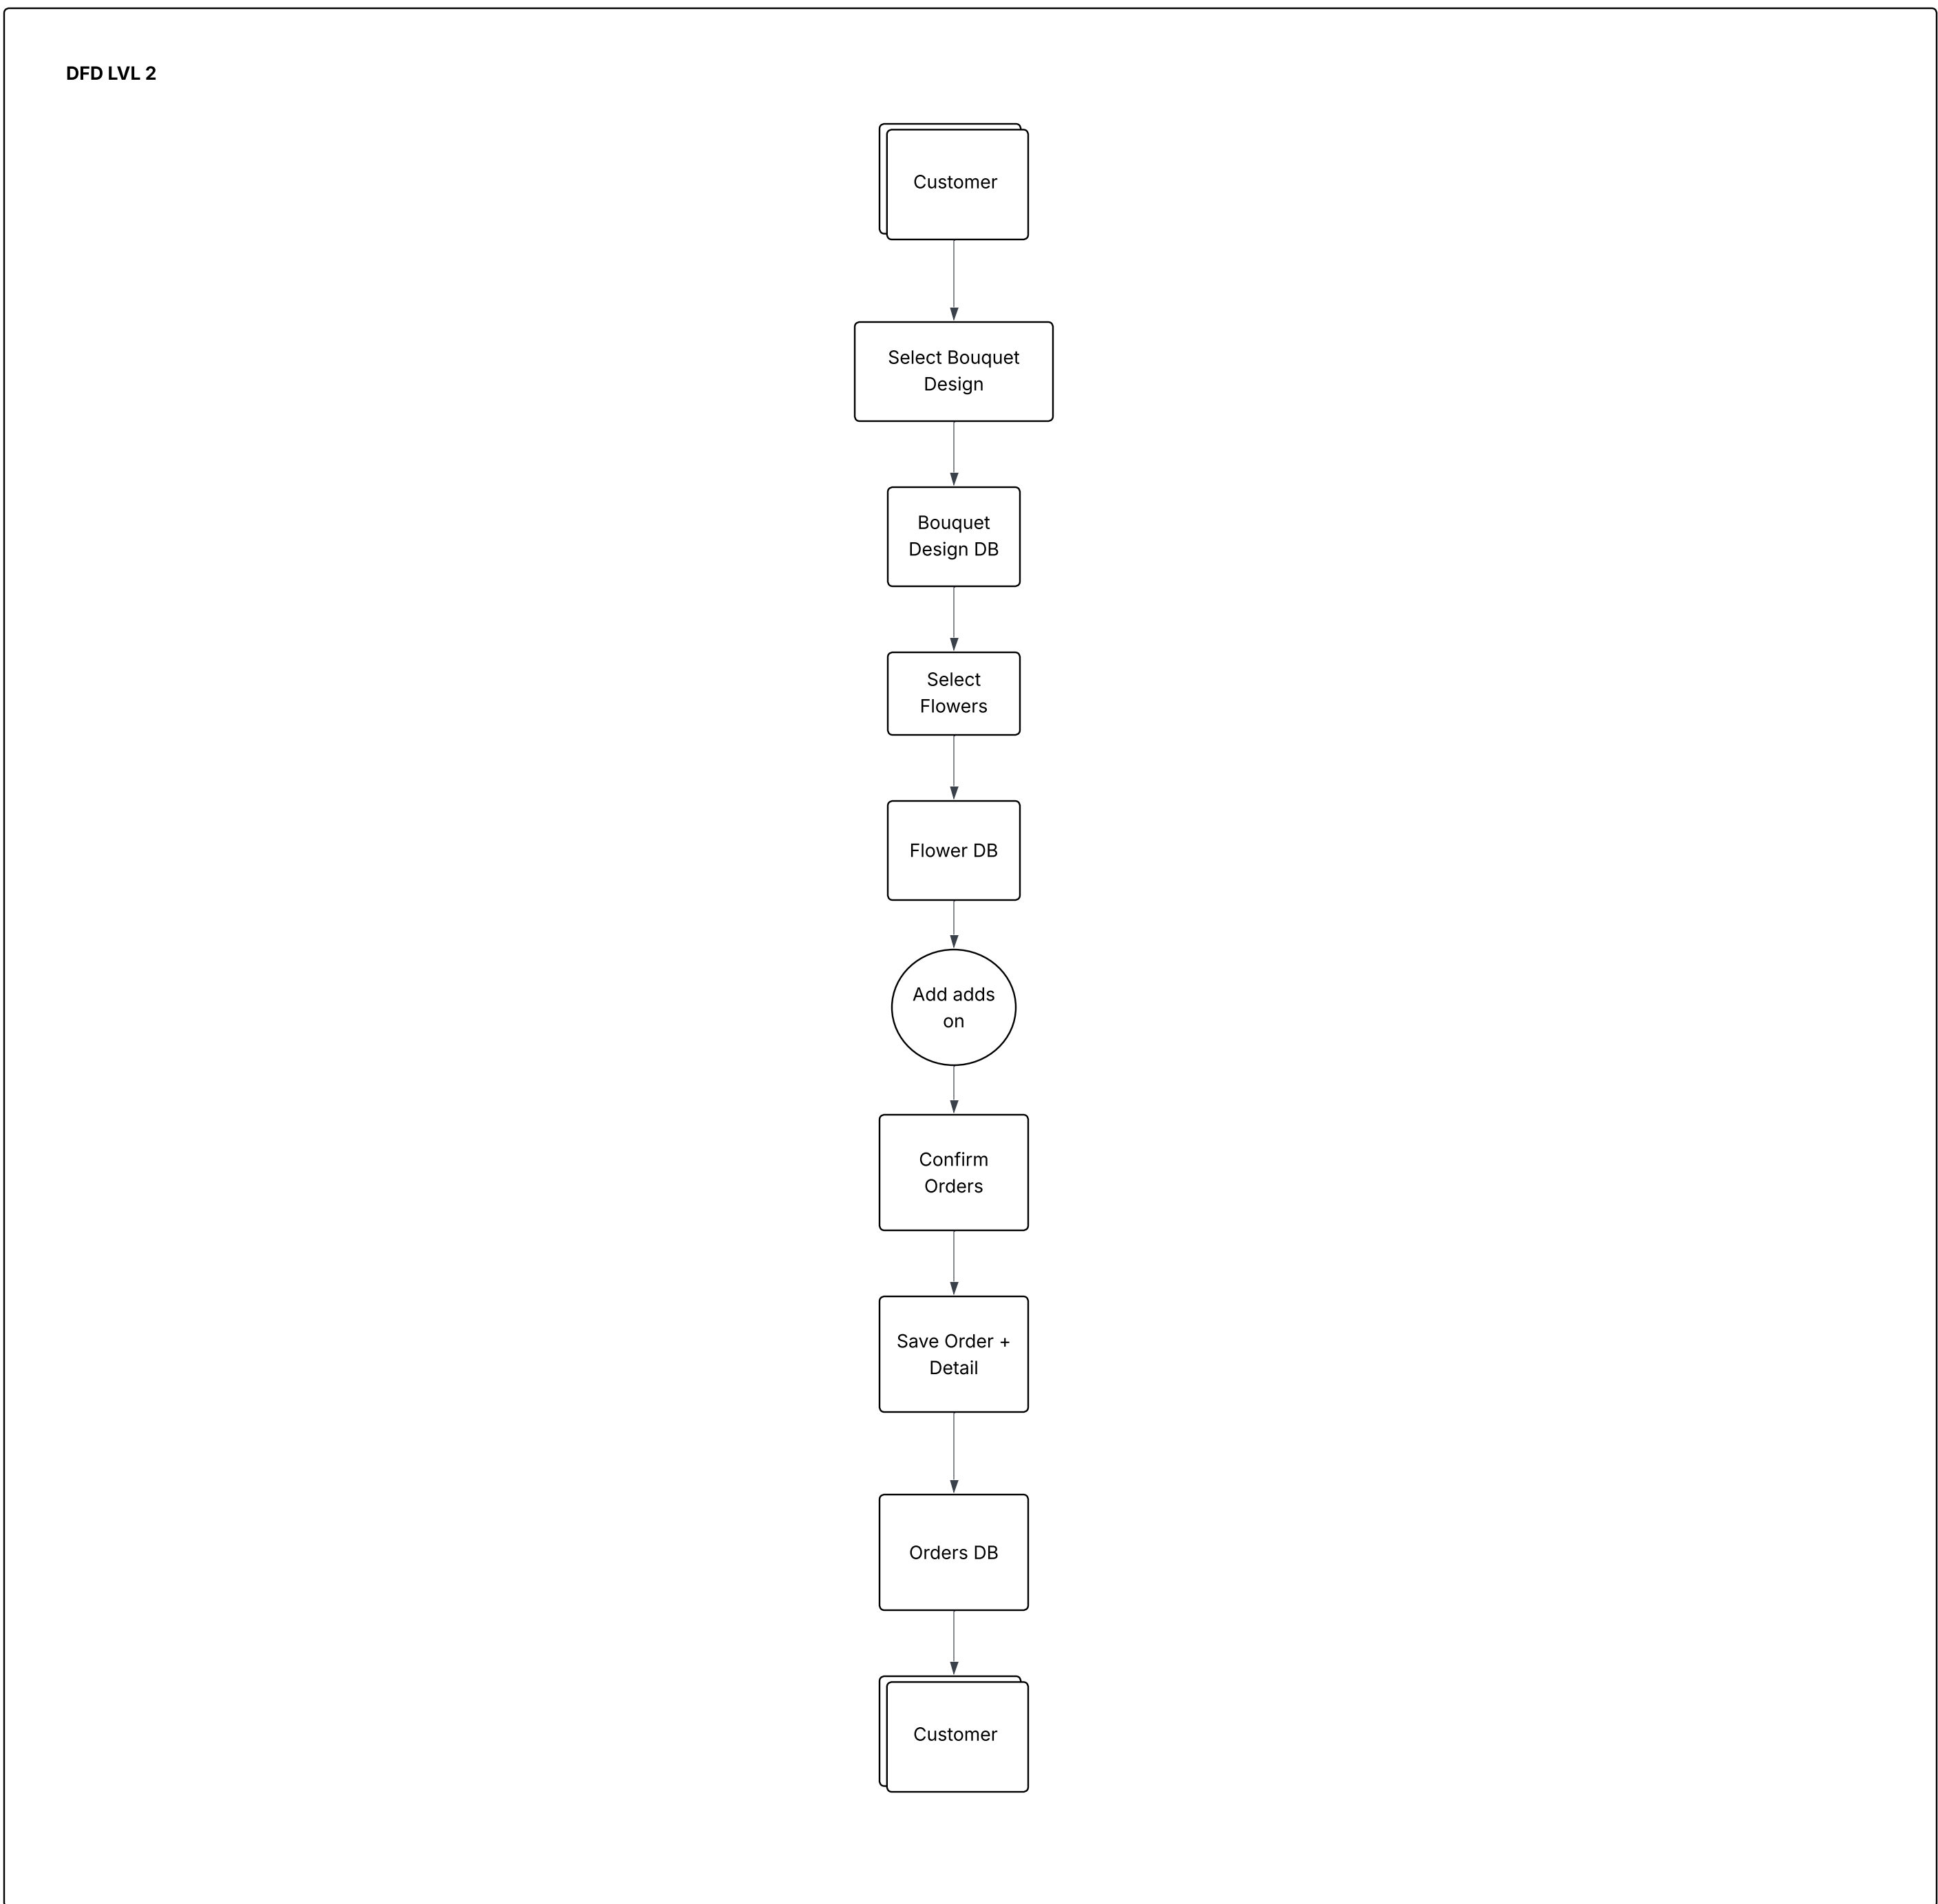 DFD LVL 2
Customer
Select Bouquet
Design
Bouquet
Design DB
Select
Flowers
Flower DB
Add adds
on
Confirm
Orders
Save Order +
Detail
Orders DB
Customer